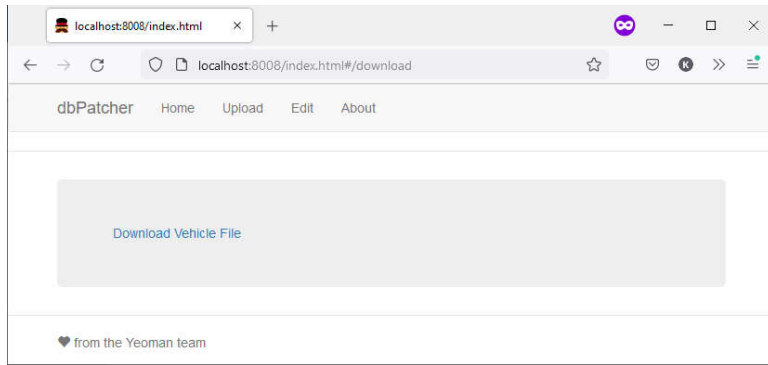 localhost:8008/index.html
localhost:8008/index.html#/download
K
dbPatcher Home Upload Edit About
Download Vehicle File
from the Yeoman team